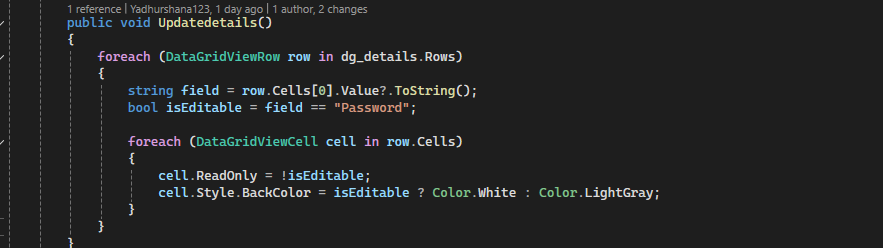 1 reference | Yadhurshana123, 1 day ago | 1 author, 2 changes
public void Updatedetails()
{
foreach (DataGridViewRow row in dg_details.Rows)
{
string field = row.Cells[0].Value?.ToString();
bool isEditable = field == "Password";
foreach (DataGridViewCell cell in row.Cells)
{
cell.ReadOnly = !isEditable;
cell.Style.BackColor = isEditable ? Color.White : Color.LightGray;
}
}
}